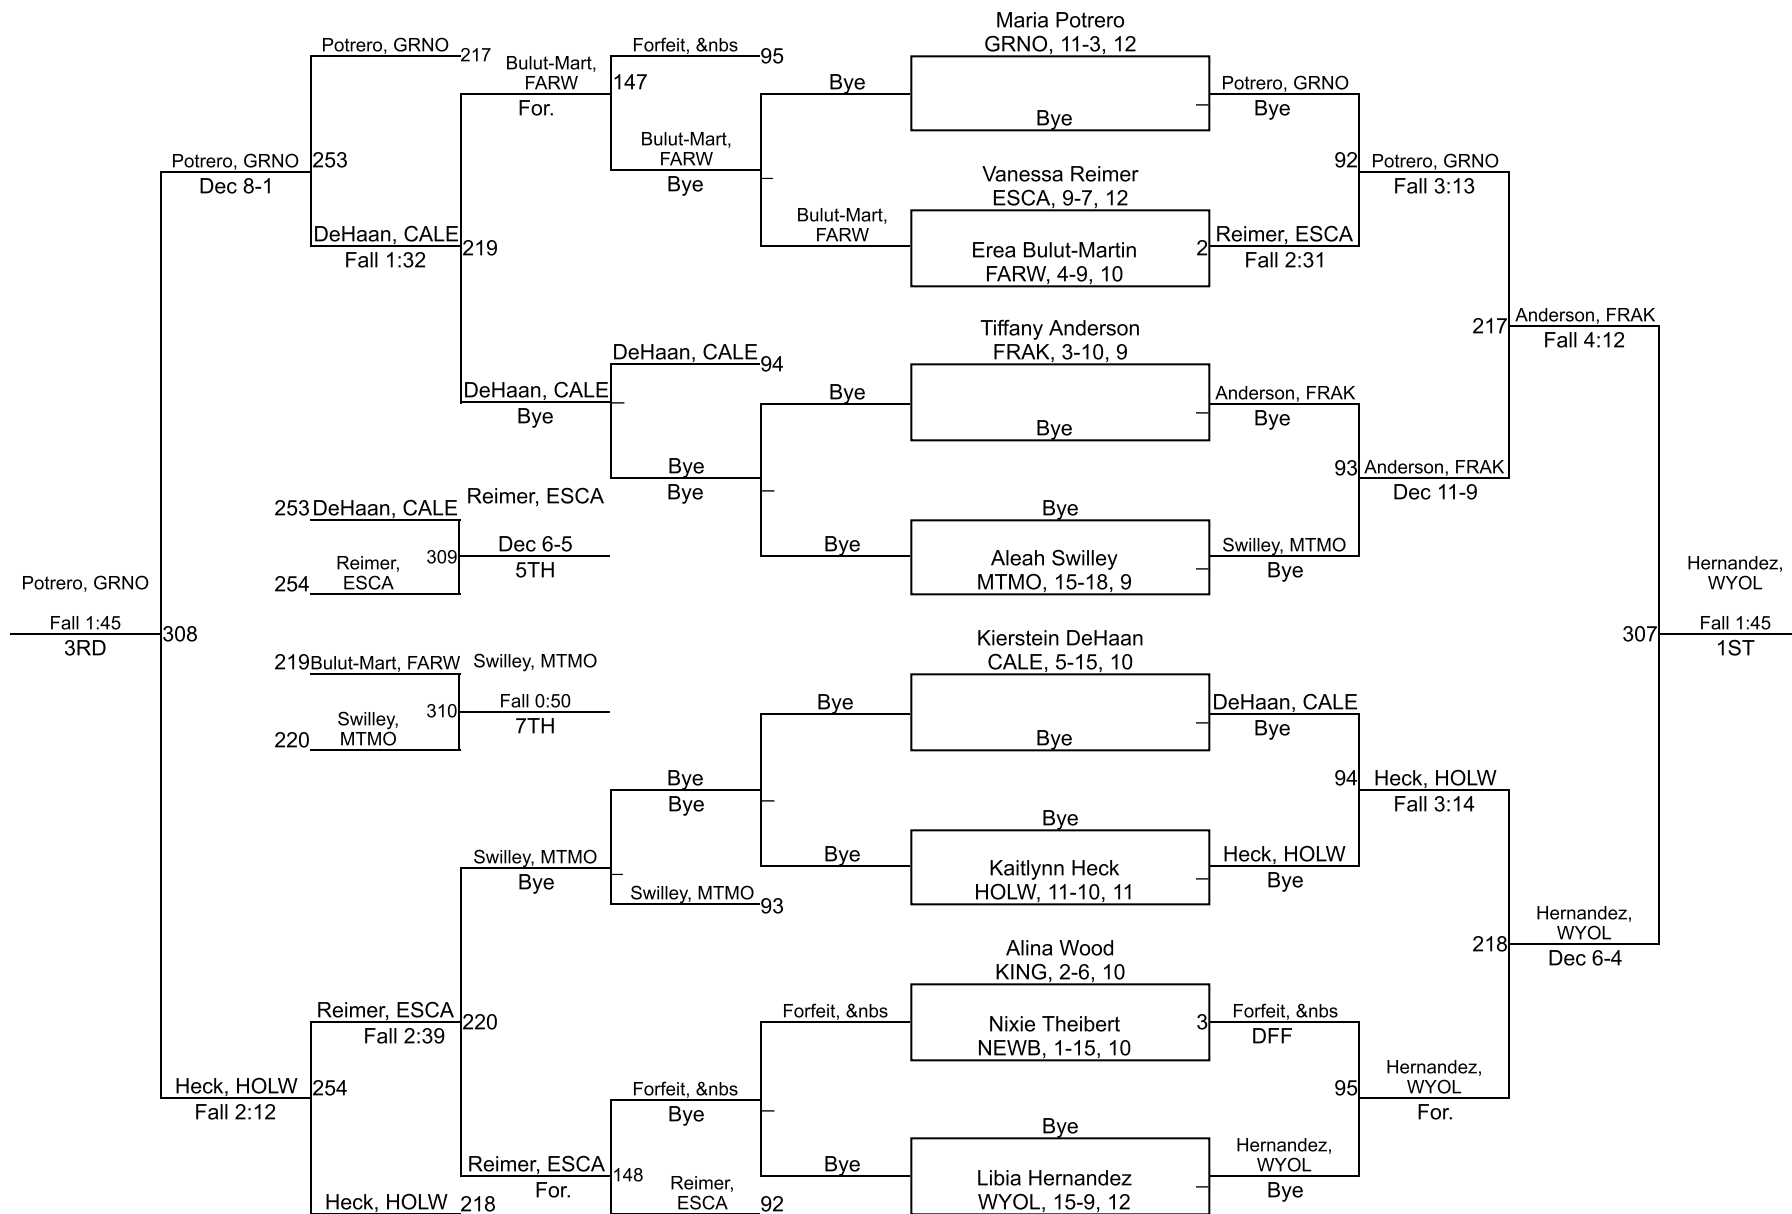 Maria Potrero
GRNO, 11-3, 12
Potrero, GRNO
217
Bulut-Mart,
FARW
For.
Forfeit, &nbs
95
147
Bye
Bye
Potrero, GRNO
Bye
Bulut-Mart,
FARW
Bye
Potrero, GRNO
Dec 8-1
253
92
Potrero, GRNO
Fall 3:13
Vanessa Reimer
ESCA, 9-7, 12
Bulut-Mart,
FARW
DeHaan, CALE
Fall 1:32
219
Erea Bulut-Martin
FARW, 4-9, 10
2
Reimer, ESCA
Fall 2:31
Tiffany Anderson
FRAK, 3-10, 9
217
Anderson, FRAK
Fall 4:12
DeHaan, CALE
94
DeHaan, CALE
Bye
Bye
Bye
Anderson, FRAK
Bye
Bye
Bye
93
Anderson, FRAK
Dec 11-9
253
DeHaan, CALE
Reimer, ESCA
Bye
Reimer,
ESCA
254
309
Dec 6-5
5TH
Bye
Aleah Swilley
MTMO, 15-18, 9
Swilley, MTMO
Bye
Potrero, GRNO
Fall 1:45
3RD
308
Hernandez,
WYOL
307
Fall 1:45
1ST
Kierstein DeHaan
CALE, 5-15, 10
219
Bulut-Mart, FARW
Swilley, MTMO
Swilley,
MTMO
220
310
Fall 0:50
7TH
Bye
Bye
DeHaan, CALE
Bye
Bye
Bye
94
Heck, HOLW
Fall 3:14
Bye
Bye
Kaitlynn Heck
HOLW, 11-10, 11
Heck, HOLW
Bye
Swilley, MTMO
Bye
Swilley, MTMO
93
Alina Wood
KING, 2-6, 10
218
Hernandez,
WYOL
Dec 6-4
Reimer, ESCA
Fall 2:39
220
Forfeit, &nbs
Nixie Theibert
NEWB, 1-15, 10
3
Forfeit, &nbs
DFF
Heck, HOLW
Fall 2:12
254
Forfeit, &nbs
Bye
95
Hernandez,
WYOL
For.
Bye
Reimer, ESCA
For.
148
Reimer,
ESCA
92
Bye
Libia Hernandez
WYOL, 15-9, 12
Hernandez,
WYOL
Bye
Heck, HOLW
218